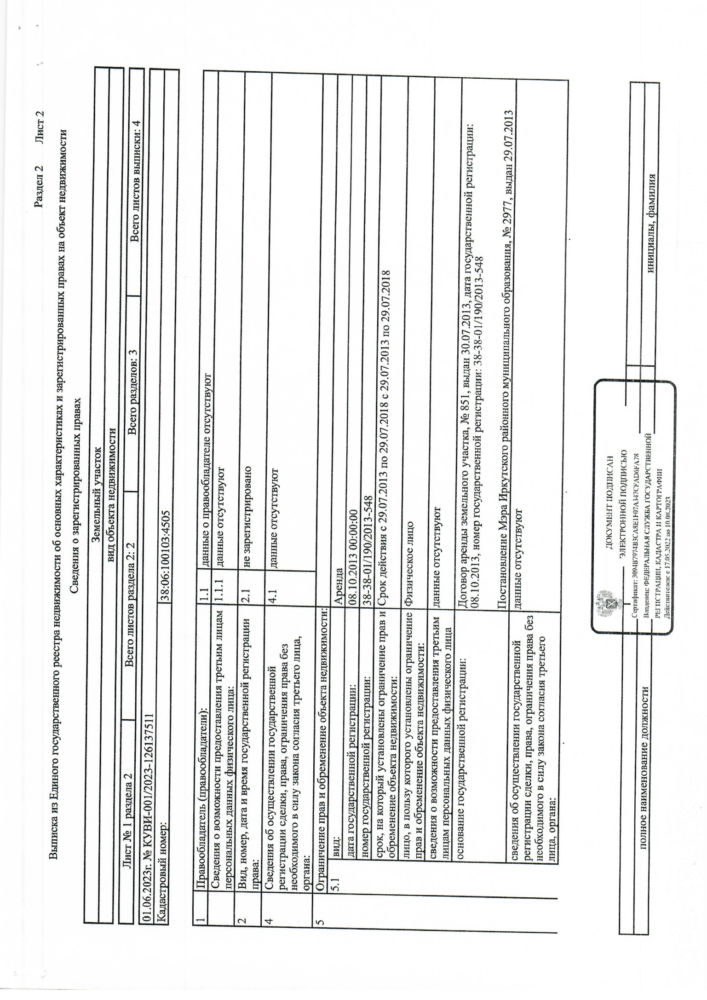 Раздел 2 Лист 2
Выписка из Единого государственного реестра недвижимости об основных характеристиках и зарегистрированных правах на объект недвижимости
Сведения о зарегистрированных правах
Земельный участок
вид объекта недвижимости
Лист № 1 раздела 2 Всего листов раздела 2: 2 Всего разделов: 3 Всего листов выписки: 4
01.06.2023г. № КУВИ-001/2023-126137511
Кадастровый номер: 38:06:100103:4505
1 Правообладатель (правообладатели): 1.1 данные о правообладателе отсутствуют
Сведения о возможности предоставления третьим лицам 1.1.1 данные отсутствуют
персональных данных физического лица:
2 Вид, номер, дата и время государственной регистрации 2.1 не зарегистрировано
права:
4 Сведения об осуществлении государственной 4.1 данные отсутствуют
регистрации сделки, права, ограничения права без
необходимого в силу закона согласия третьего лица,
органа:
5 Ограничение прав и обременение объекта недвижимости:
5.1 вид: Аренда
дата государственной регистрации: 08.10.2013 00:00:00
номер государственной регистрации: 38-38-01/190/2013-548
срок, на который установлены ограничение прав и Срок действия с 29.07.2013 по 29.07.2018 с 29.07.2013 по 29.07.2018
обременение объекта недвижимости:
лицо, в пользу которого установлены ограничение Физическое лицо
прав и обременение объекта недвижимости:
сведения о возможности предоставления третьим данные отсутствуют
лицам персональных данных физического лица
основание государственной регистрации: Договор аренды земельного участка, № 851, выдан 30.07.2013, дата государственной регистрации:
08.10.2013, номер государственной регистрации: 38-38-01/190/2013-548
Постановление Мэра Иркутского районного муниципального образования, № 2977, выдан 29.07.2013
сведения об осуществлении государственной данные отсутствуют
регистрации сделки, права, ограничения права без
необходимого в силу закона согласия третьего
лица, органа:
ДОКУМЕНТ ПОДПИСАН
ЭЛЕКТРОННОЙ ПОДПИСЬЮ
Сертификат: 3094B7974B3CA8E1F07A347CFAD6FA78
Владелец: ФЕДЕРАЛЬНАЯ СЛУЖБА ГОСУДАРСТВЕННОЙ
РЕГИСТРАЦИИ, КАДАСТРА И КАРТОГРАФИИ
Действителен: с 17.05.2022 по 10.08.2023
полное наименование должности инициалы, фамилия